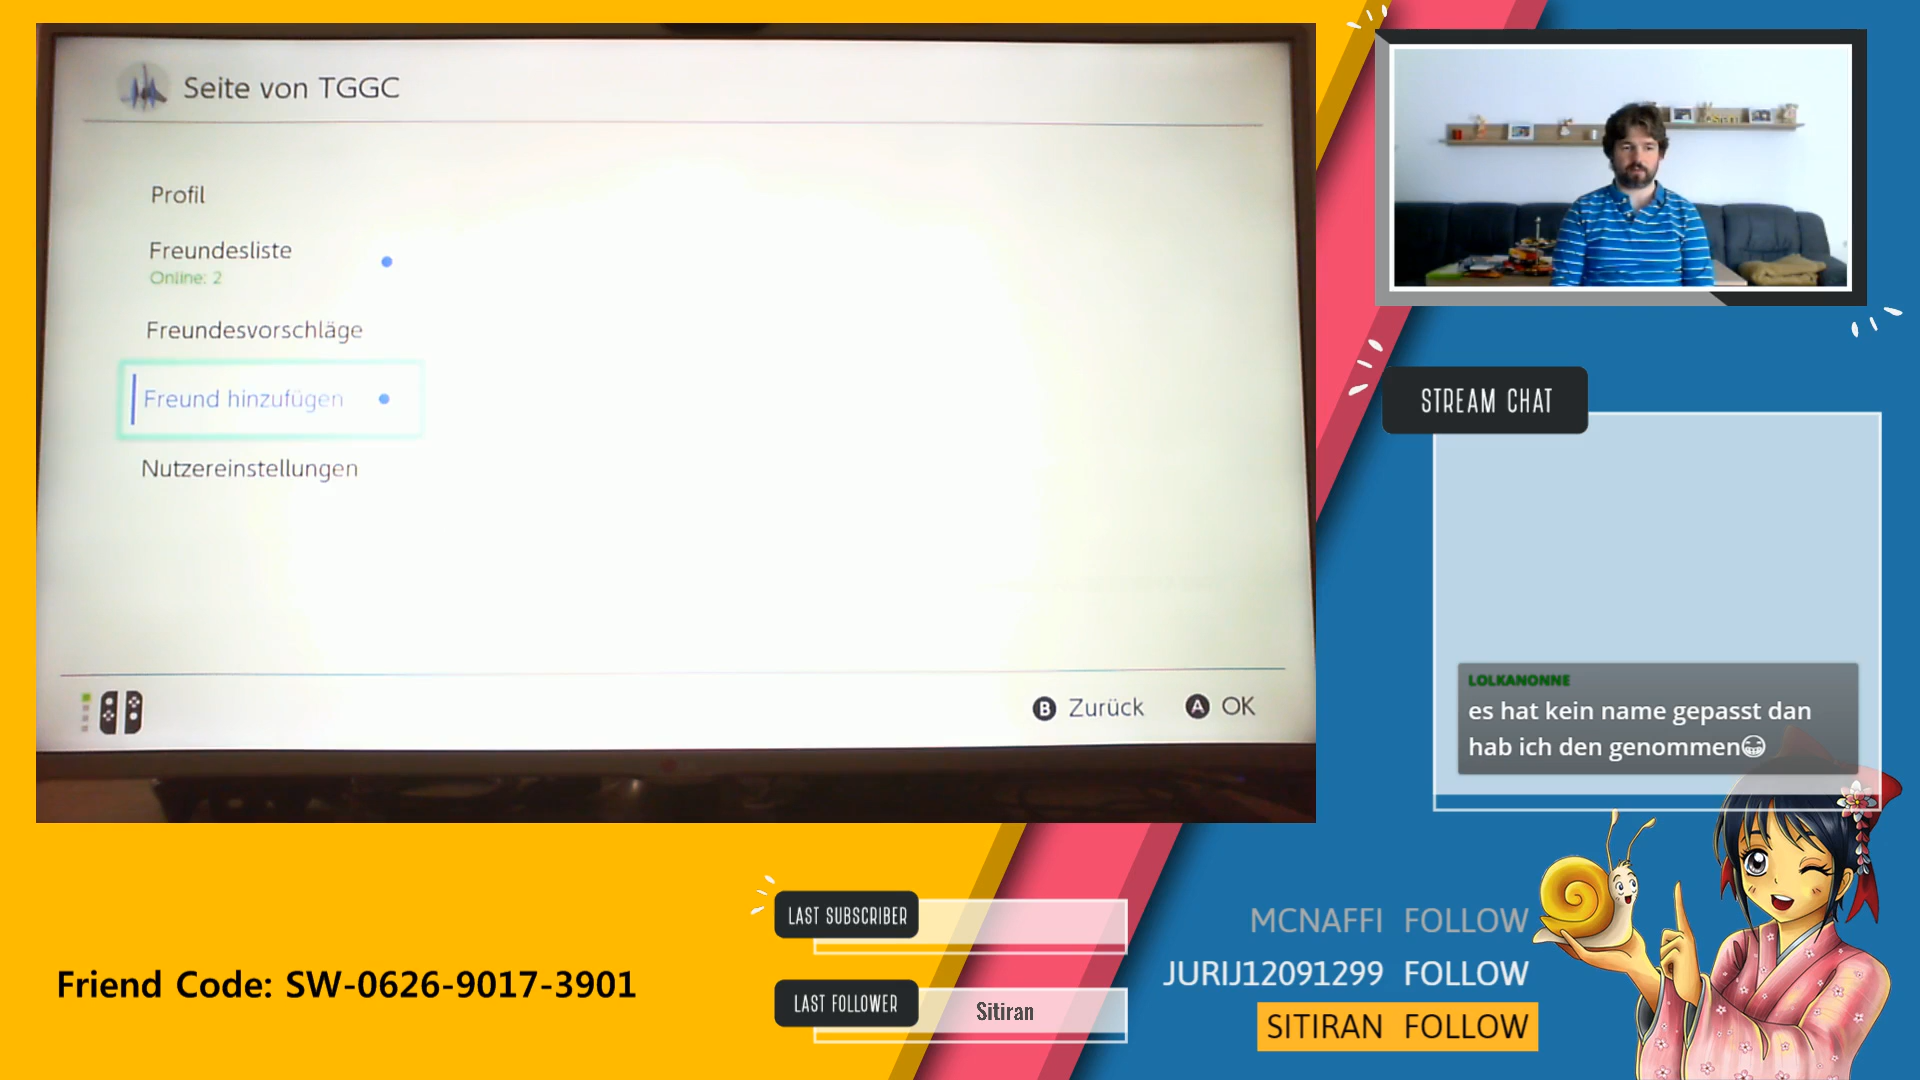 Seite von TGGC
Profil
Freundesliste
Online: 2
Freundesvorschläge
Freund hinzufügen
Nutzereinstellungen
B Zurück A OK
STREAM CHAT
LOLKANONNE
es hat kein name gepasst dan
hab ich den genommen😁
Friend Code: SW-0626-9017-3901
LAST SUBSCRIBER
LAST FOLLOWER Sitiran
MCNAFFI FOLLOW
JURIJ12091299 FOLLOW
SITIRAN FOLLOW